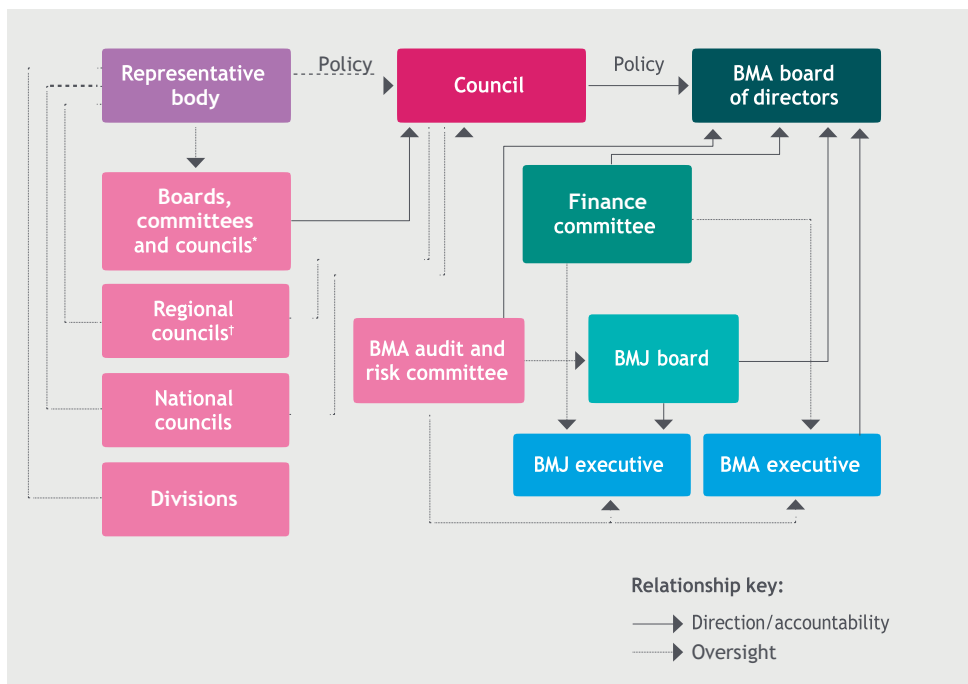 Representative
body
Policy
Council
Policy
BMA board
of directors
Boards,
committees
and councils*
Finance
committee
Regional
councils†
BMA audit and
risk committee
BMJ board
National
councils
BMJ executive
BMA executive
Divisions
Relationship key:
Direction/accountability
Oversight